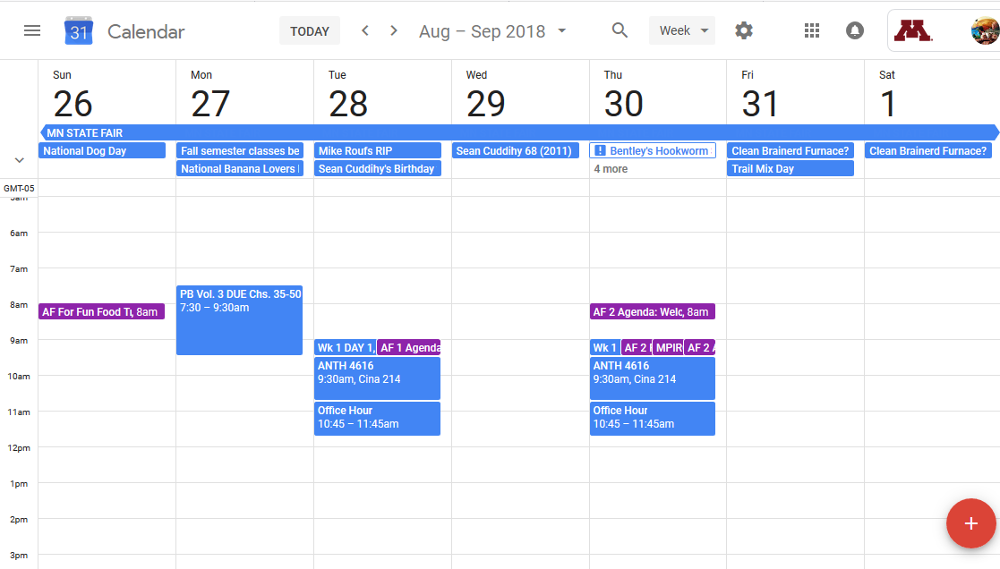 31 Calendar TODAY Aug – Sep 2018 Week M
Sun Mon Tue Wed Thu Fri Sat
26 27 28 29 30 31 1
MN STATE FAIR
National Dog Day Fall semester classes be Mike Roufs RIP Sean Cuddihy 68 (2011) Bentley's Hookworm Clean Brainerd Furnace? Clean Brainerd Furnace?
National Banana Lovers Sean Cuddihy's Birthday 4 more Trail Mix Day
GMT-05
5am
6am
7am
PB Vol. 3 DUE Chs. 35-50
7:30 – 9:30am
8am
AF For Fun Food Tu, 8am AF 2 Agenda: Welc, 8am
9am
Wk 1 DAY 1, AF 1 Agenda Wk 1 AF 2 MPIR AF 2
ANTH 4616 ANTH 4616
9:30am, Cina 214 9:30am, Cina 214
10am
Office Hour Office Hour
11am
10:45 – 11:45am 10:45 – 11:45am
12pm
1pm
2pm
+
3pm